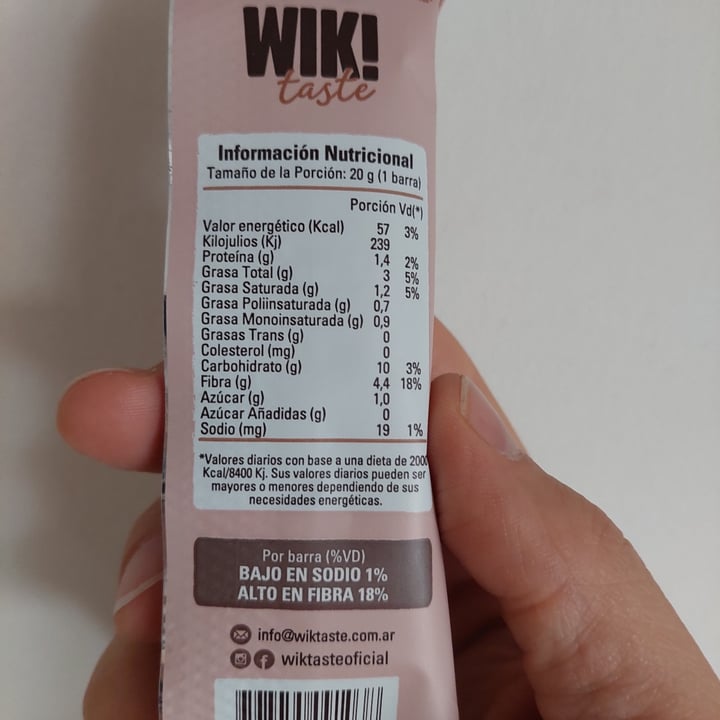 WIK!
taste
Información Nutricional
Tamaño de la Porción: 20 g (1 barra)
Porción Vd(*)
Valor energético (Kcal) 57 3%
Kilojulios (Kj) 239
Proteína (g) 1,4 2%
Grasa Total (g) 3 5%
Grasa Saturada (g) 1,2 5%
Grasa Poliinsaturada (g) 0,7
Grasa Monoinsaturada (g) 0,9
Grasas Trans (g) 0
Colesterol (mg) 0
Carbohidrato (g) 10 3%
Fibra (g) 4,4 18%
Azúcar (g) 1,0
Azúcar Añadidas (g) 0
Sodio (mg) 19 1%
*Valores diarios con base a una dieta de 2000
Kcal/8400 Kj. Sus valores diarios pueden ser
mayores o menores dependiendo de sus
necesidades energéticas.
Por barra (%VD)
BAJO EN SODIO 1%
ALTO EN FIBRA 18%
info@wiktaste.com.ar
wiktasteoficial